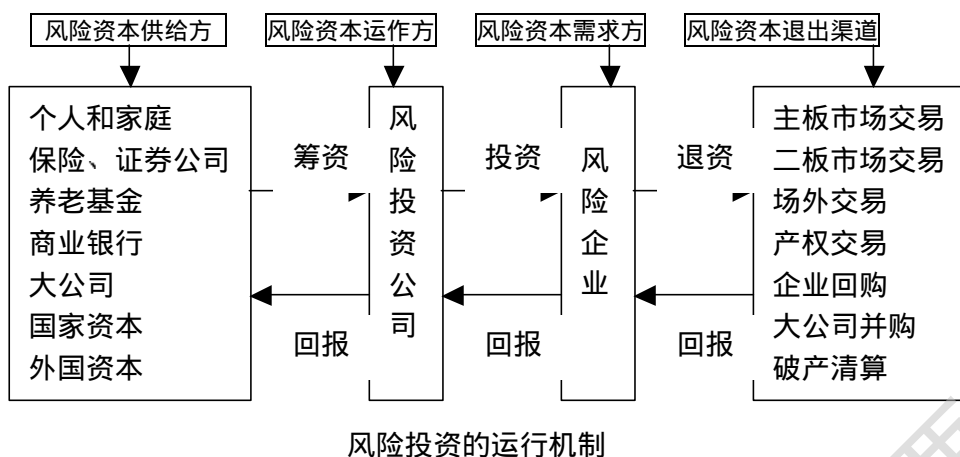 风险资本供给方
风险资本运作方
风险资本需求方
风险资本退出渠道
个人和家庭
保险、证券公司
养老基金
商业银行
大公司
国家资本
外国资本
筹资
回报
风险投资公司
投资
回报
风险企业
退资
回报
主板市场交易
二板市场交易
场外交易
产权交易
企业回购
大公司并购
破产清算
风险投资的运行机制